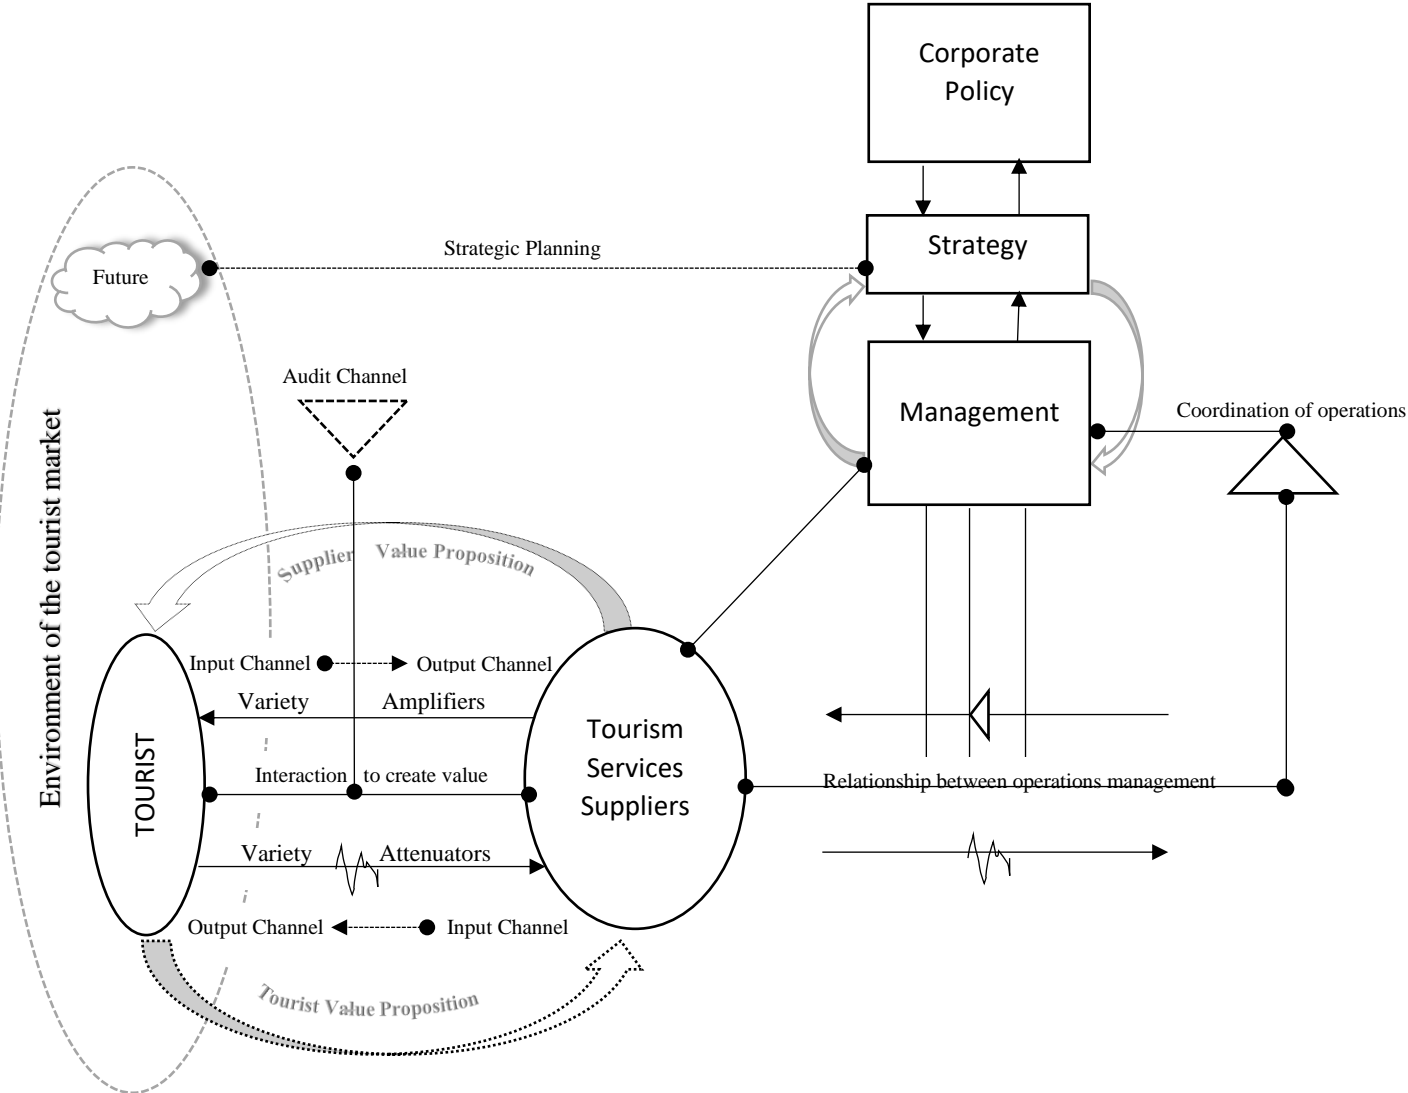 Corporate
Policy
Strategic Planning
Strategy
Future
Audit Channel
Management
Coordination of operations
Environment of the tourist market
Supplier Value Proposition
Input Channel Output Channel
Variety Amplifiers
TOURIST
Tourism
Services
Suppliers
Interaction to create value
Relationship between operations management
Variety Attenuators
Output Channel Input Channel
Tourist Value Proposition